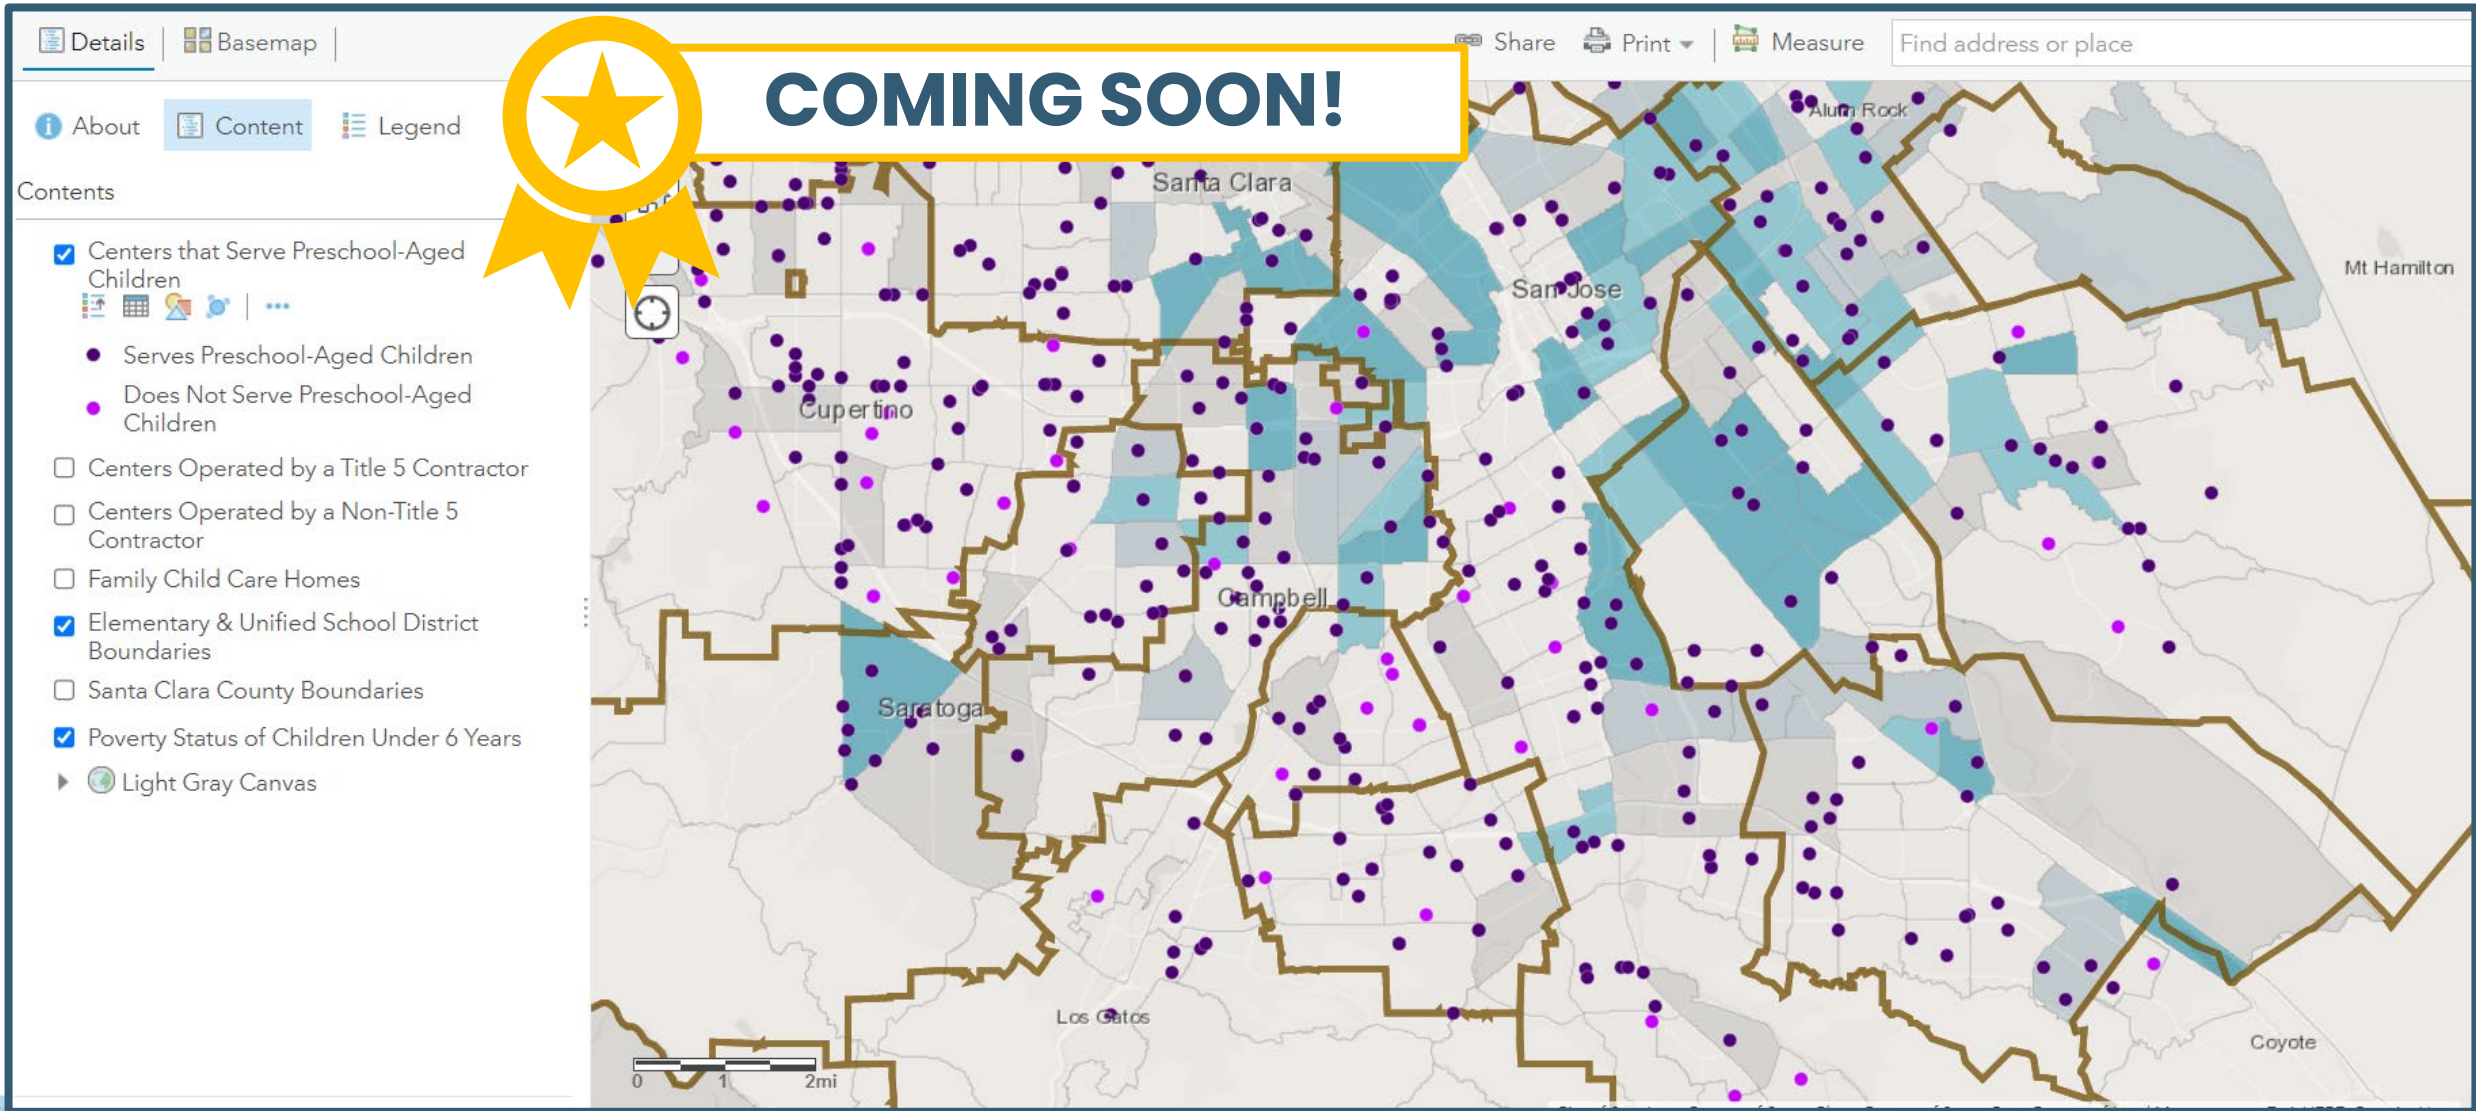 Details
Basemap
Share
Print
Measure
Find address or place
COMING SOON!
About
Content
Legend
Contents
Centers that Serve Preschool-Aged
Children
Serves Preschool-Aged Children
Does Not Serve Preschool-Aged
Children
Centers Operated by a Title 5 Contractor
Centers Operated by a Non-Title 5
Contractor
Family Child Care Homes
Elementary & Unified School District
Boundaries
Santa Clara County Boundaries
Poverty Status of Children Under 6 Years
Light Gray Canvas
Alum Rock
Santa Clara
Mt Hamilton
San Jose
Cupertino
Campbell
Saratoga
Los Gatos
Coyote
0 1 2mi